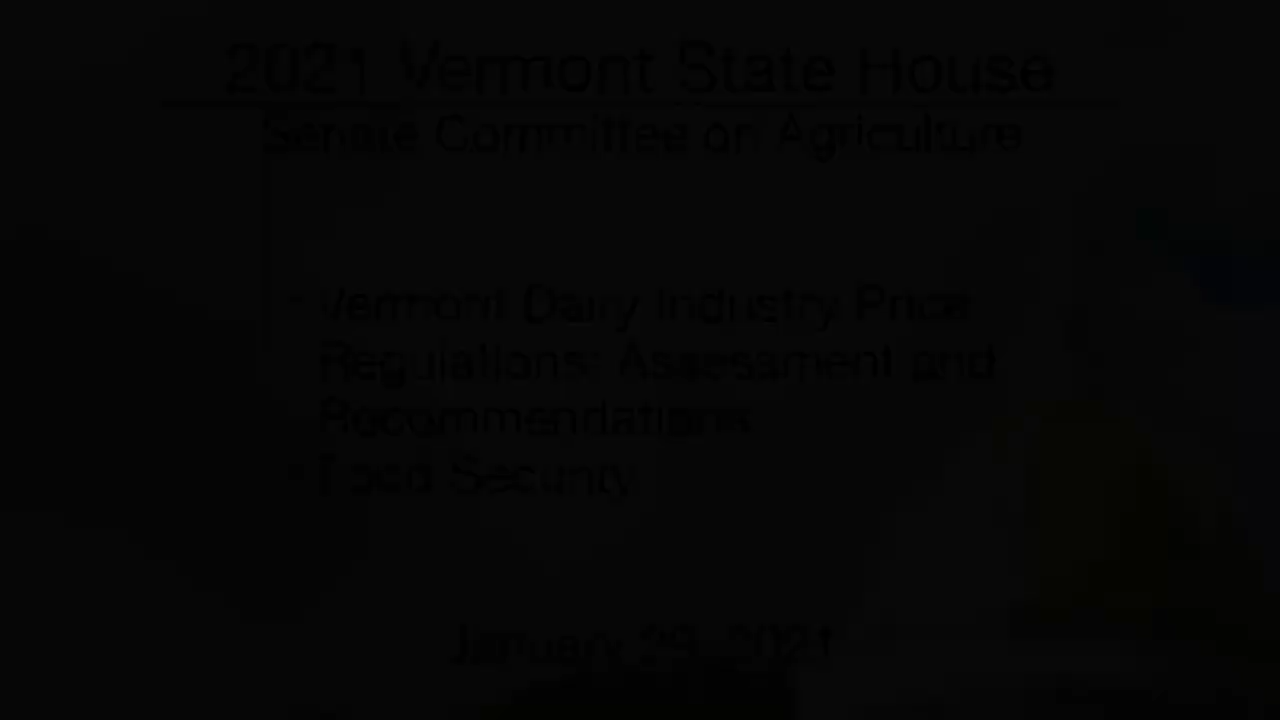 2021 Vermont State House
Senate Committee on Agriculture
- Vermont Dairy Industry Price
Regulations: Assessment and
Recommendations
- Food Security
January 29, 2021